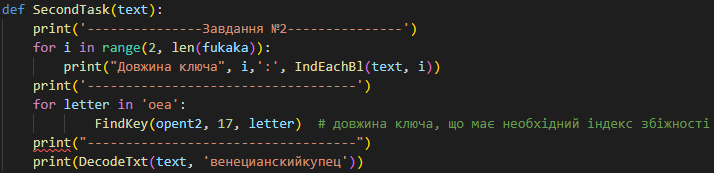 def SecondTask(text):
    print('---------------Завдання №2---------------')
    for i in range(2, len(fukaka)):
        print("Довжина ключа", i,':', IndEachBl(text, i))
    print('-----------------------------------')
    for letter in 'оеа':
            FindKey(opent2, 17, letter)  # довжина ключа, що має необхідний індекс збіжності
    print("-----------------------------------")
    print(DecodeTxt(text, 'венецианскийкупец'))